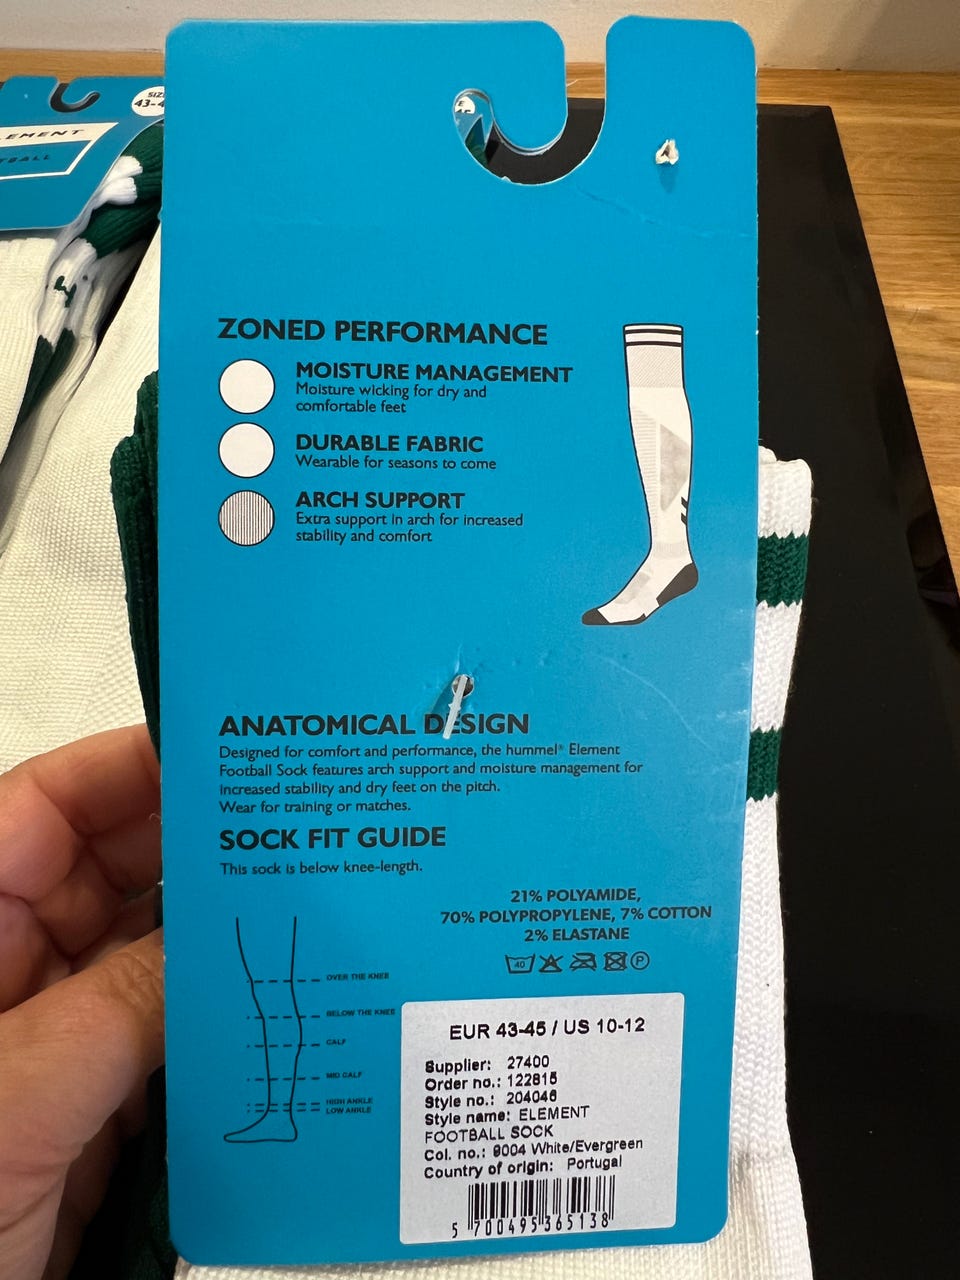 SIZE
43-4
EMENT
TBALL
ZONED PERFORMANCE
MOISTURE MANAGEMENT
Moisture wicking for dry and
comfortable feet
DURABLE FABRIC
Wearable for seasons to come
ARCH SUPPORT
Extra support in arch for increased
stability and comfort
ANATOMICAL DESIGN
Designed for comfort and performance, the hummel® Element
Football Sock features arch support and moisture management for
increased stability and dry feet on the pitch.
Wear for training or matches.
SOCK FIT GUIDE
This sock is below knee-length.
21% POLYAMIDE,
70% POLYPROPYLENE, 7% COTTON
2% ELASTANE
40
P
OVER THE KNEE
BELOW THE KNEE
CALF
MID CALF
HIGH ANKLE
LOW ANKLE
EUR 43-45 / US 10-12
Supplier: 27400
Order no.: 122815
Style no.: 204046
Style name: ELEMENT
FOOTBALL SOCK
Col. no.: 9004 White/Evergreen
Country of origin: Portugal
5 700495 365138